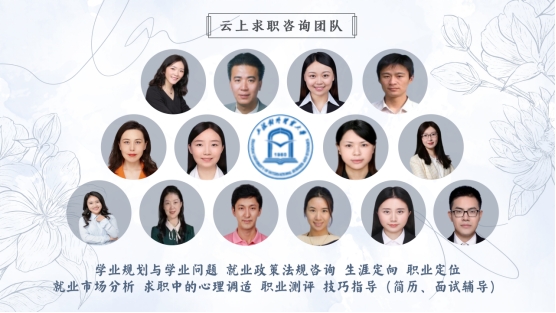 云上求职咨询团队
学业规划与学业问题 就业政策法规咨询 生涯定向 职业定位
就业市场分析 求职中的心理调适 职业测评 技巧指导（简历、面试辅导）